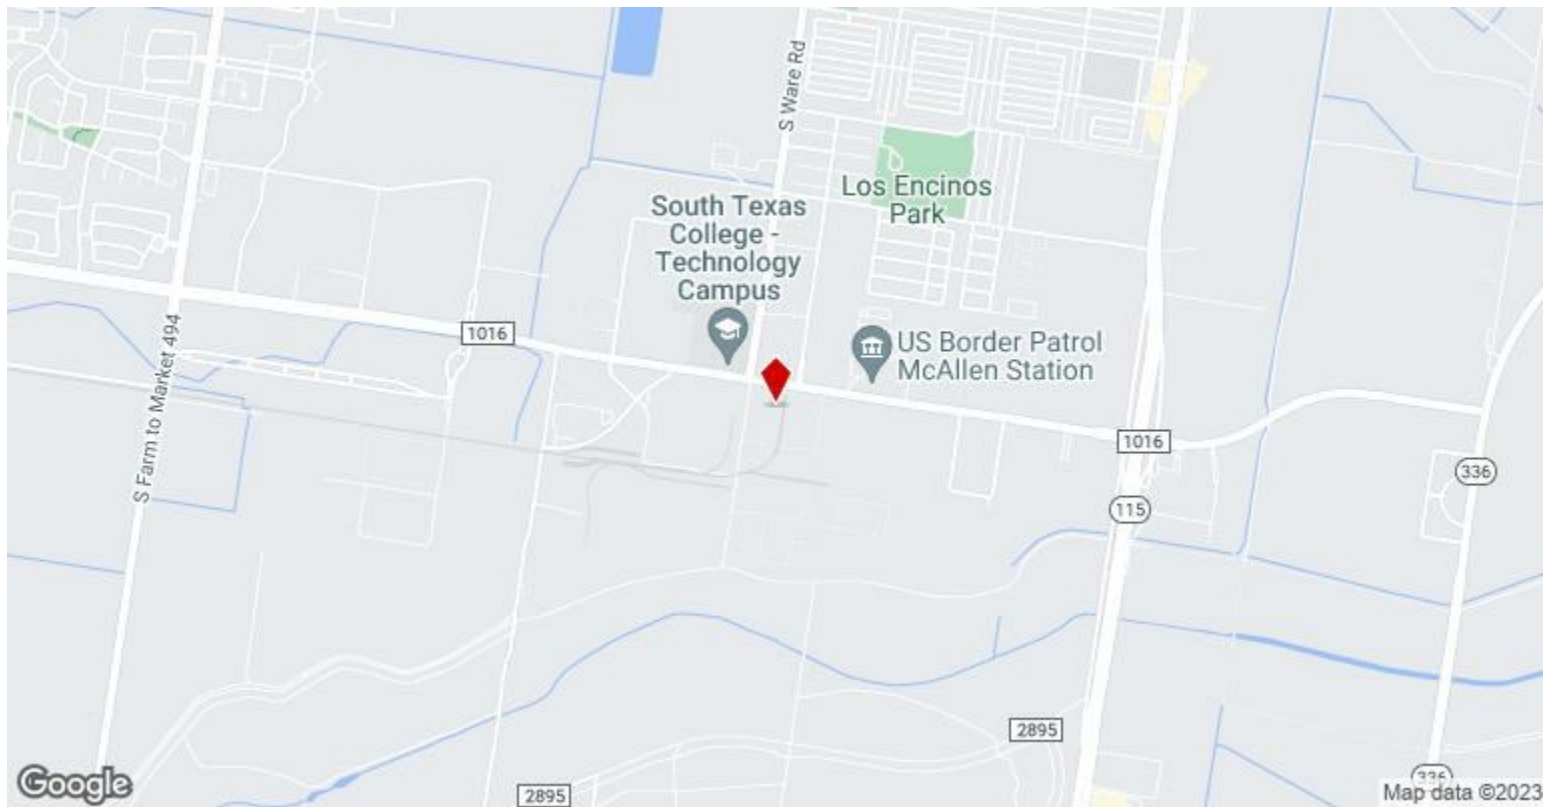 S Ware Rd
Los Encinos
Park
South Texas
College -
Technology
Campus
1016
US Border Patrol
McAllen Station
S Farm to Market 494
1016
336
115
2895
336
2895
Google
Map data ©2023